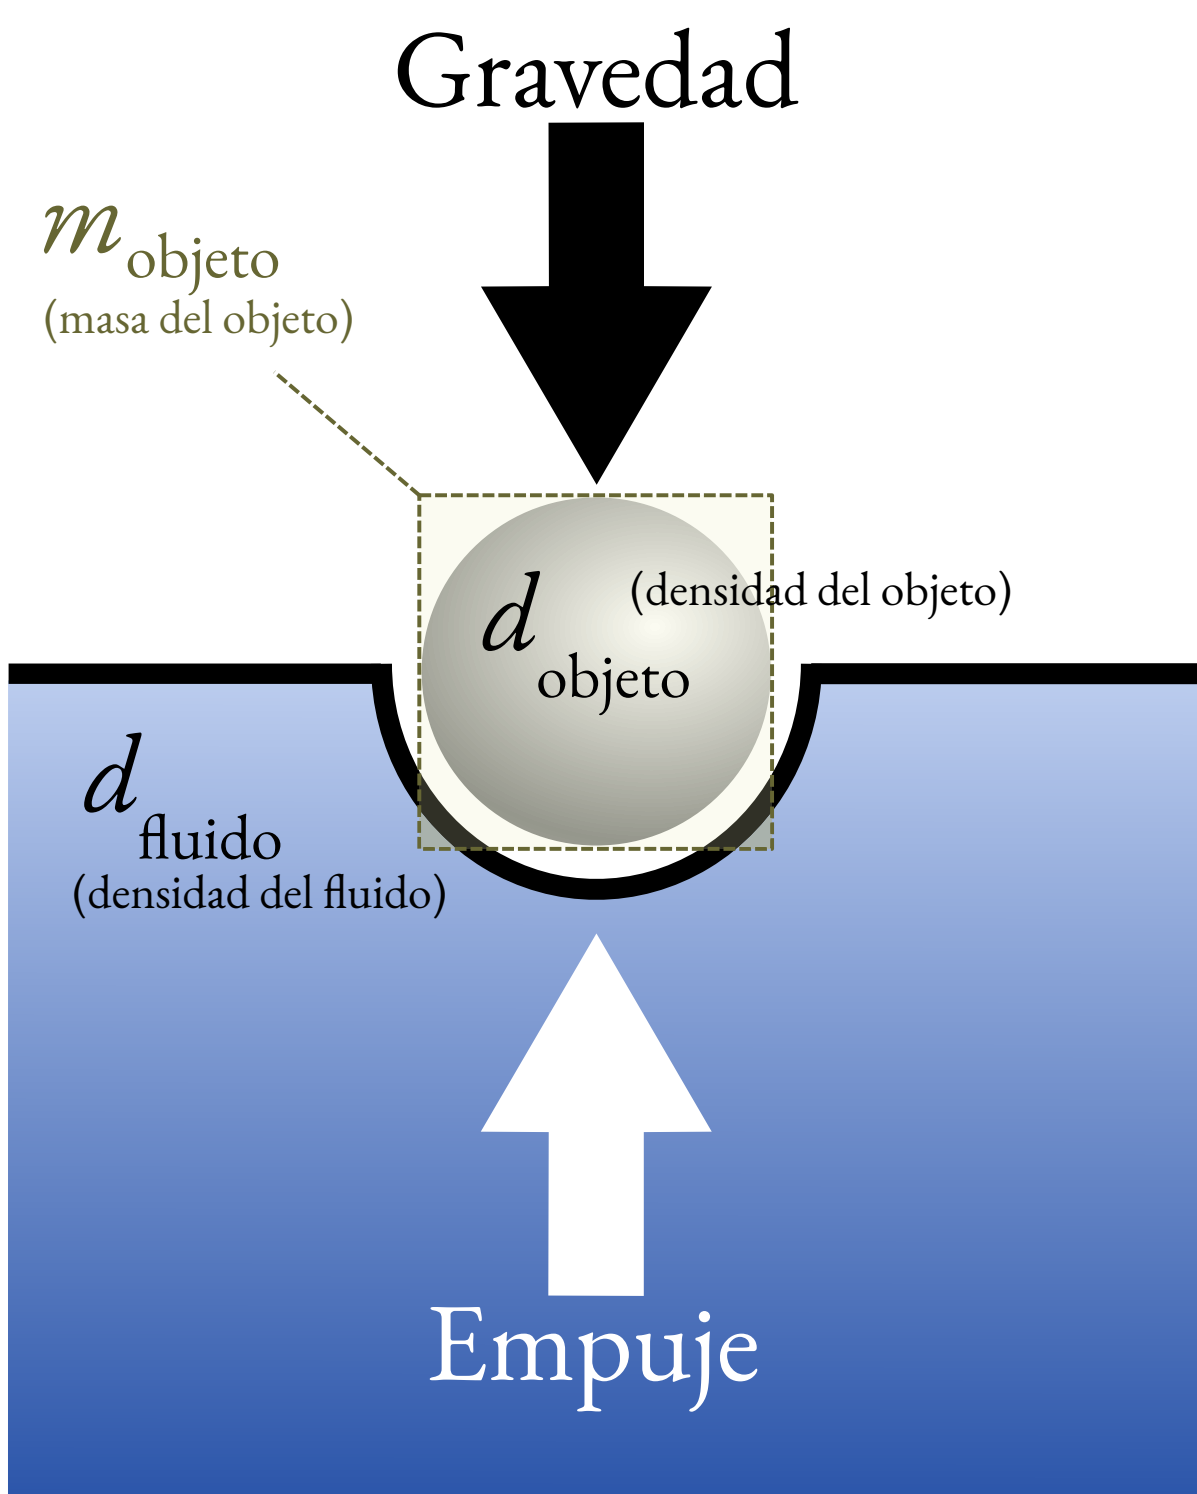 Gravedad
m objeto
(masa del objeto)
(densidad del objeto)
d objeto
d fluido
(densidad del fluido)
Empuje